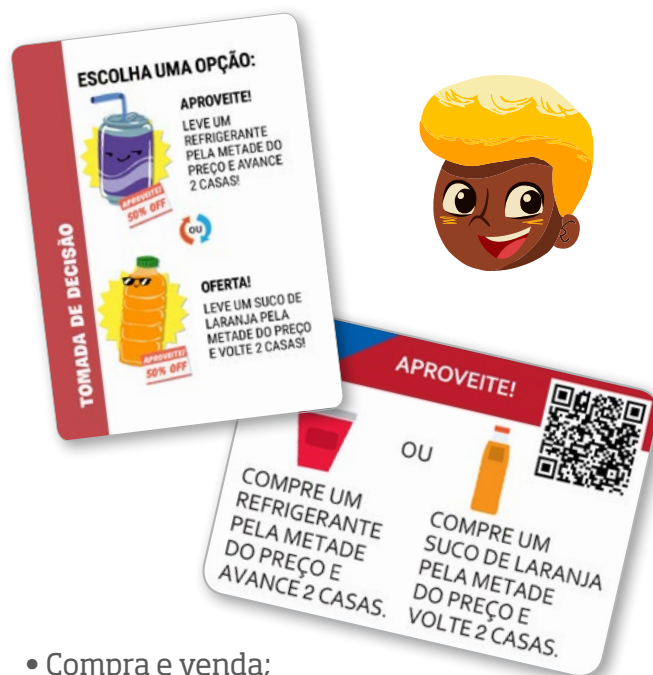 TOMADA DE DECISÃO
ESCOLHA UMA OPÇÃO:
APROVEITE!
LEVE UM
REFRIGERANTE
PELA METADE DO
PREÇO E AVANCE
2 CASAS!
APROVEITE!
50% OFF
OU
OFERTA!
LEVE UM SUCO DE
LARANJA PELA
METADE DO PREÇO
E VOLTE 2 CASAS!
APROVEITE!
50% OFF
APROVEITE!
OU
COMPRE UM
REFRIGERANTE
PELA METADE
DO PREÇO E
AVANCE 2 CASAS.
COMPRE UM
SUCO DE LARANJA
PELA METADE
DO PREÇO E
VOLTE 2 CASAS.
• Compra e venda;